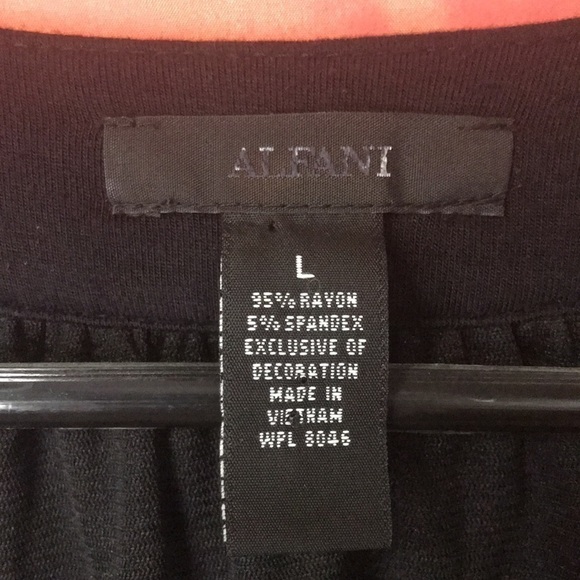 ALFANI
L
95% RAYON
5% SPANDEX
EXCLUSIVE OF
DECORATION
MADE IN
VIETNAM
WPL 8046